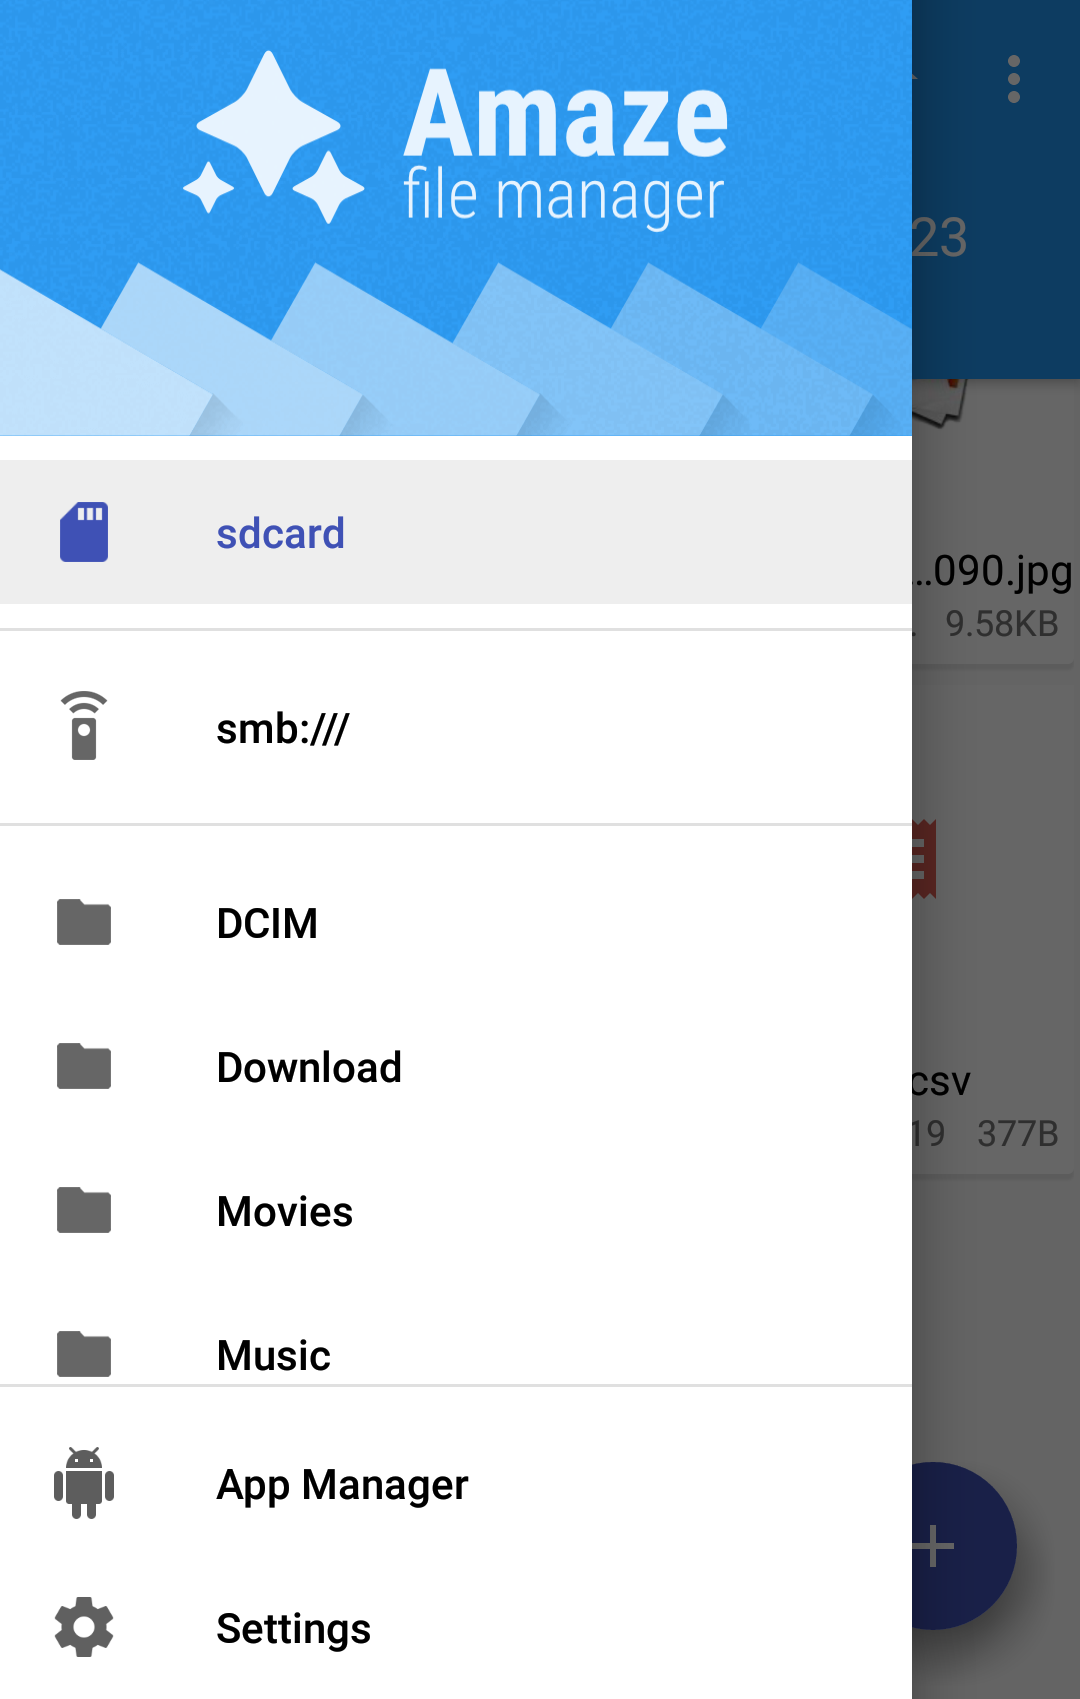 Amaze
file manager
23
sdcard
...090.jpg
9.58KB
smb:///
DCIM
Download
csv
19 377B
Movies
Music
App Manager
Settings